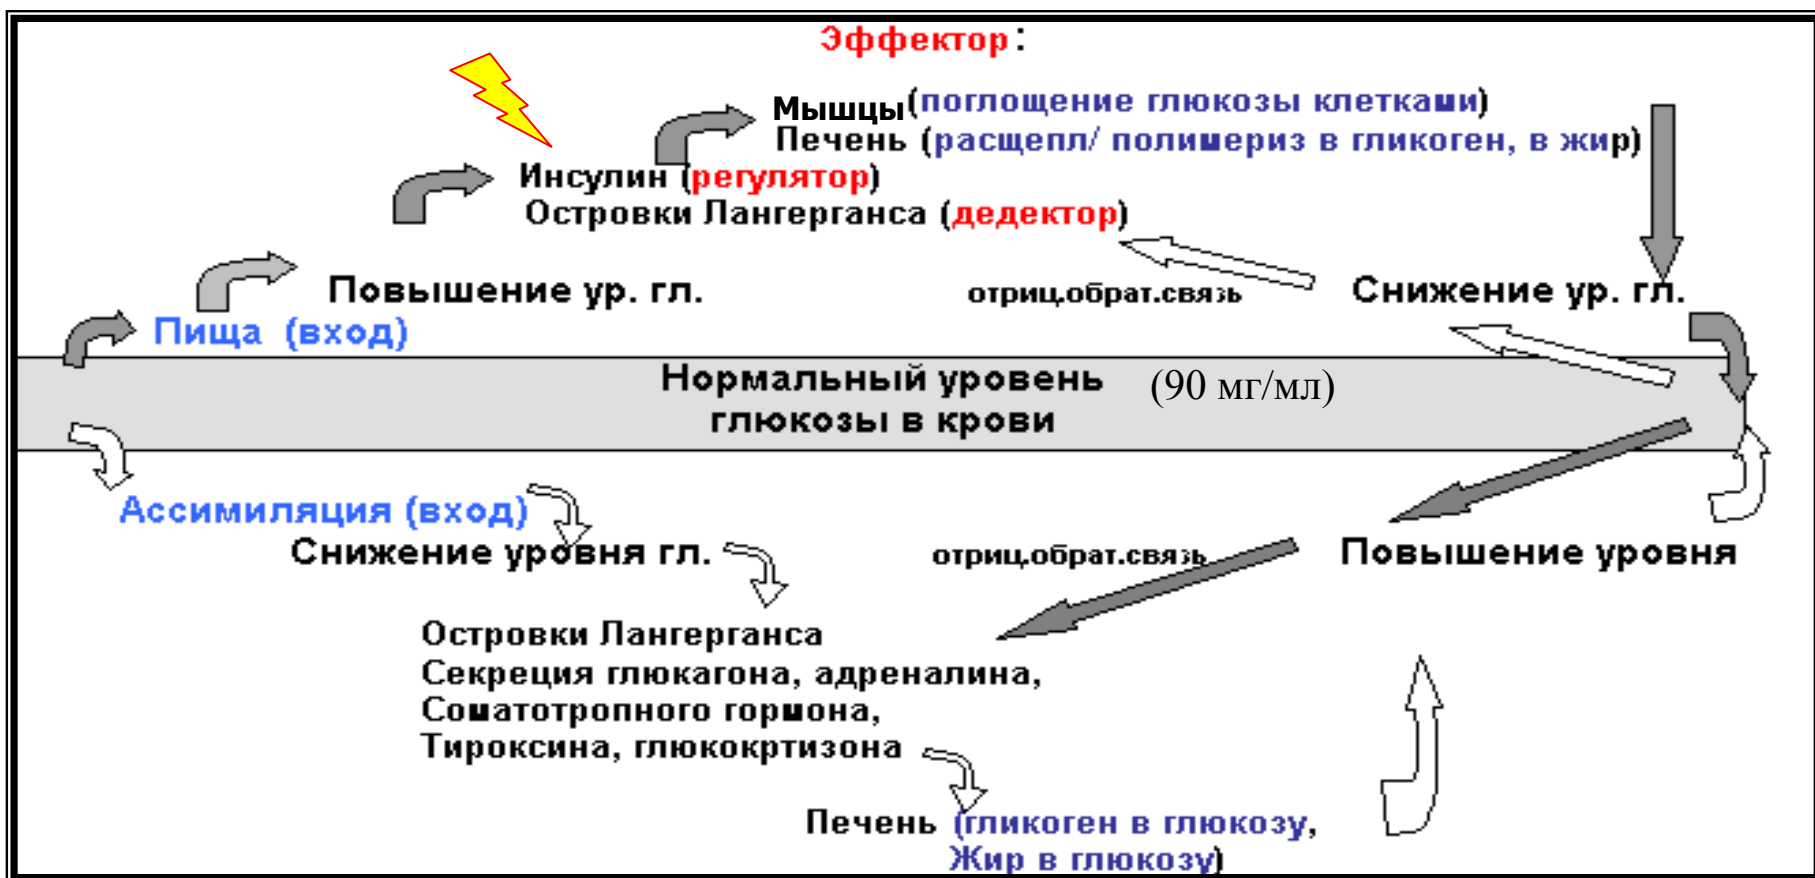 Эффектор:
Мышцы (поглощение глюкозы клетками)
Печень (расщепл/ полимериз в гликоген, в жир)
Инсулин (регулятор)
Островки Лангерганса (дедектор)
Повышение ур. гл.
отриц.обрат.связь
Снижение ур. гл.
Пища (вход)
Нормальный уровень (90 мг/мл)
глюкозы в крови
Ассимиляция (вход)
Снижение уровня гл.
отриц.обрат.связь
Повышение уровня
Островки Лангерганса
Секреция глюкагона, адреналина,
Соматотропного гормона,
Тироксина, глюкокртизона
Печень (гликоген в глюкозу,
Жир в глюкозу)